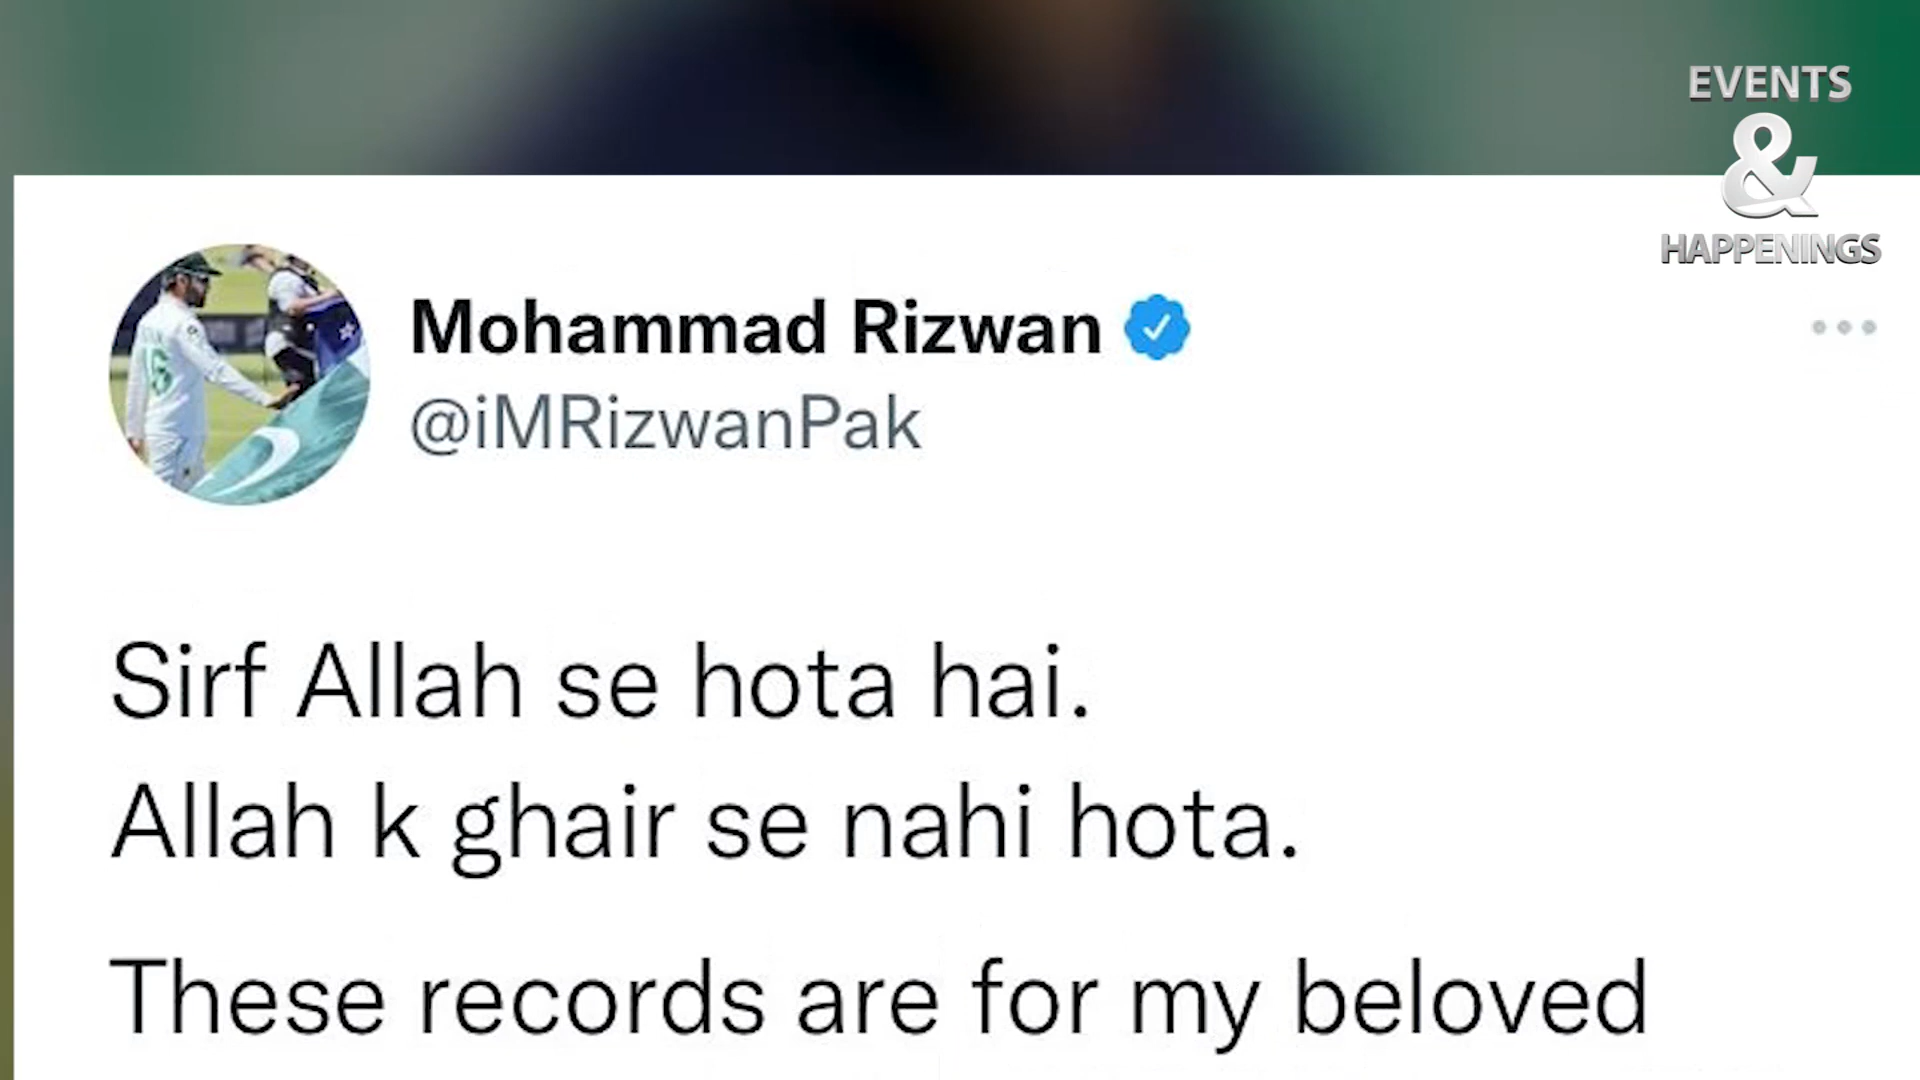 EVENTS
&
HAPPENINGS
Mohammad Rizwan
@iMRizwanPak
Sirf Allah se hota hai.
Allah k ghair se nahi hota.
These records are for my beloved